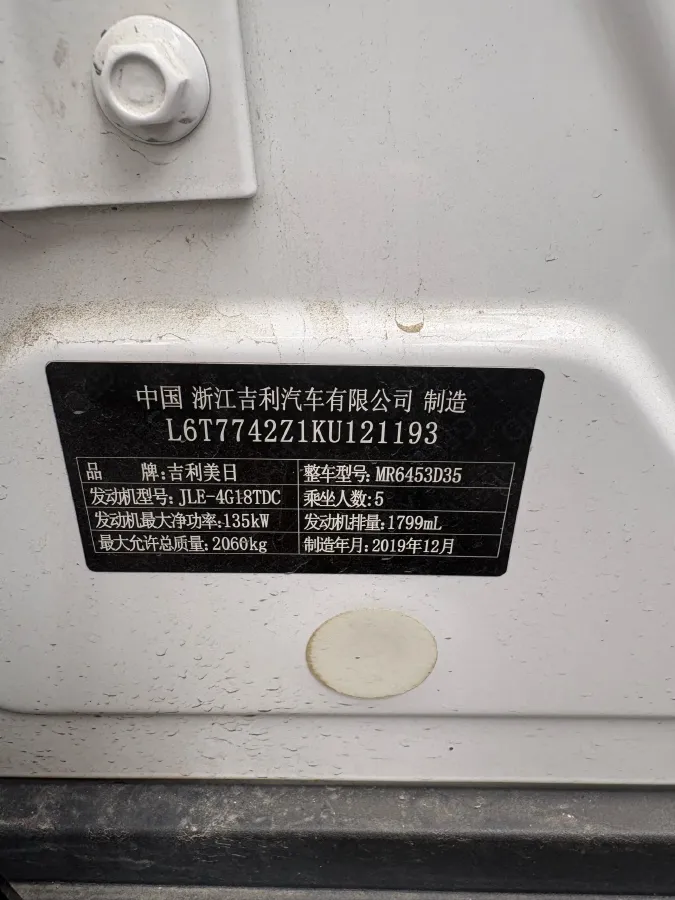 中国 浙江吉利汽车有限公司 制造
L6T7742Z1KU121193
品 牌:吉利美日 整车型号:MR6453D35
发动机型号:JLE-4G18TDC 乘坐人数:5
发动机最大净功率:135kW 发动机排量:1799mL
最大允许总质量:2060kg 制造年月:2019年12月